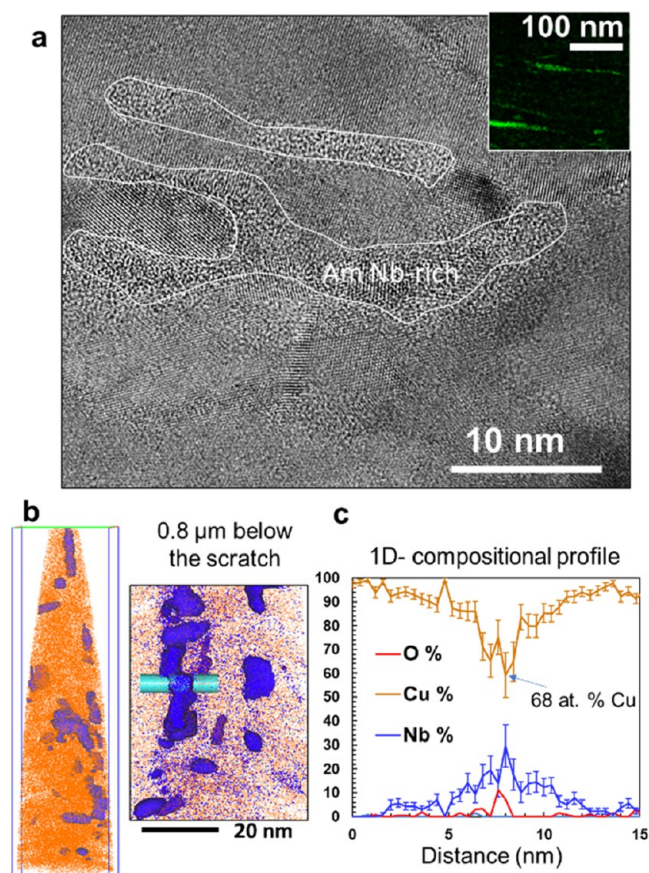 a
100 nm
Am Nb-rich
10 nm
b
0.8 µm below
the scratch
20 nm
c
1D- compositional profile
100
90
80
70
60
50
40
30
20
10
0
O %
Cu %
Nb %
68 at. % Cu
0 5 10 15
Distance (nm)